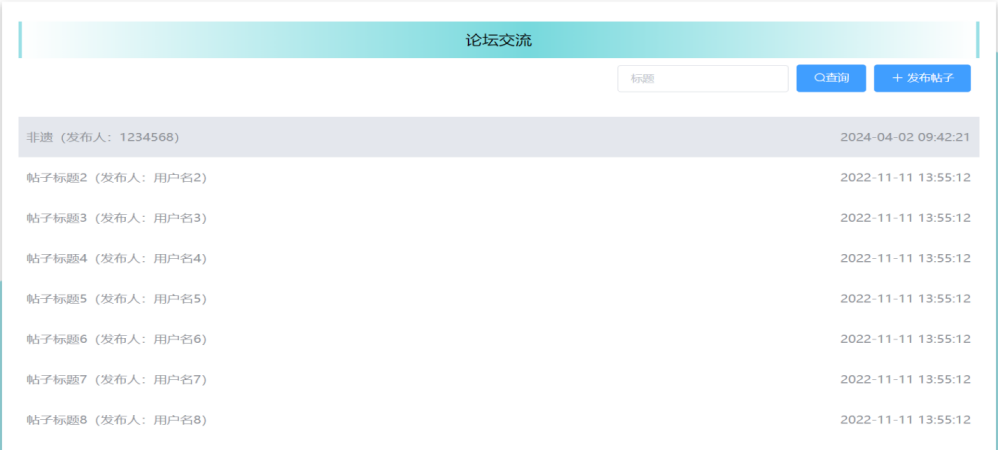 论坛交流
标题 查询 + 发布帖子
非遗（发布人：1234568） 2024-04-02 09:42:21
帖子标题2（发布人：用户名2） 2022-11-11 13:55:12
帖子标题3（发布人：用户名3） 2022-11-11 13:55:12
帖子标题4（发布人：用户名4） 2022-11-11 13:55:12
帖子标题5（发布人：用户名5） 2022-11-11 13:55:12
帖子标题6（发布人：用户名6） 2022-11-11 13:55:12
帖子标题7（发布人：用户名7） 2022-11-11 13:55:12
帖子标题8（发布人：用户名8） 2022-11-11 13:55:12